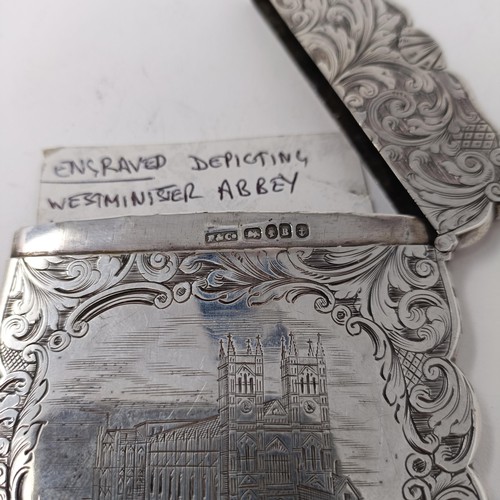 ENGRAVED DEPICTING
WESTMINISTER ABBEY